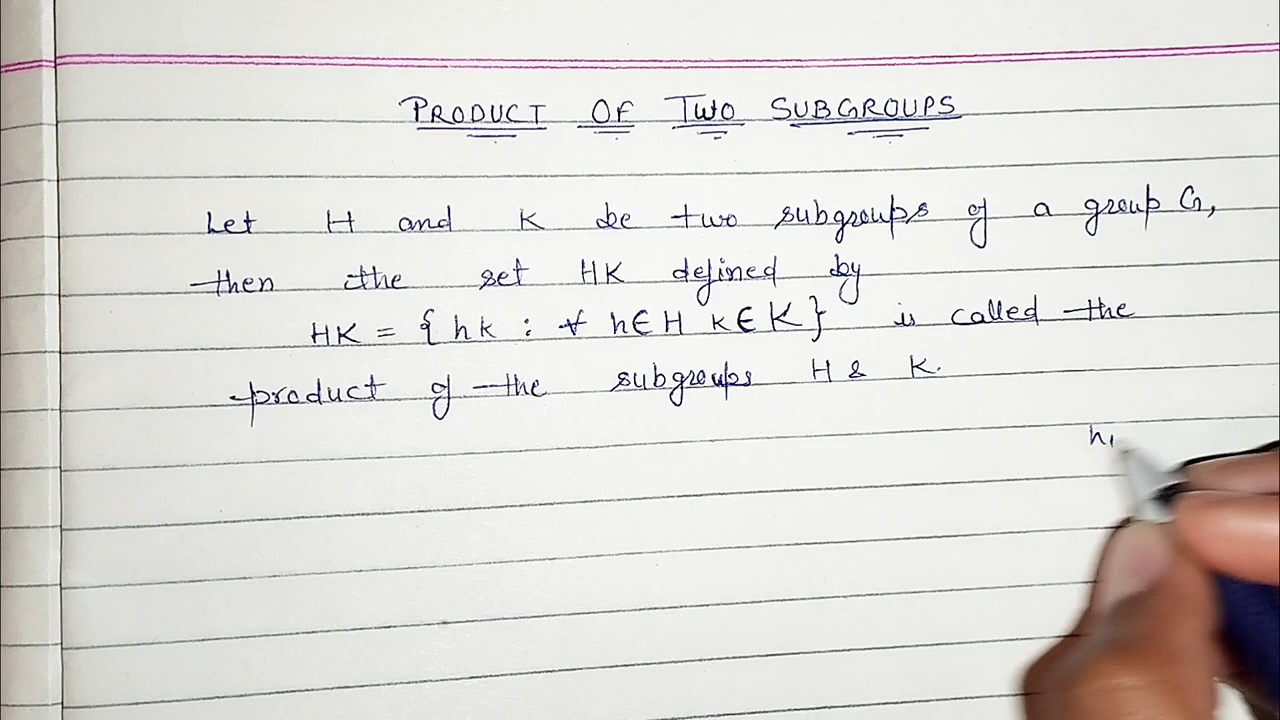 PRODUCT OF TWO SUBGROUPS
Let H and K be two subgroups of a group G,
then the set HK defined by
HK = { hk : ∀ h∈H k∈K } is called the
product of the subgroups H & K.
h₁